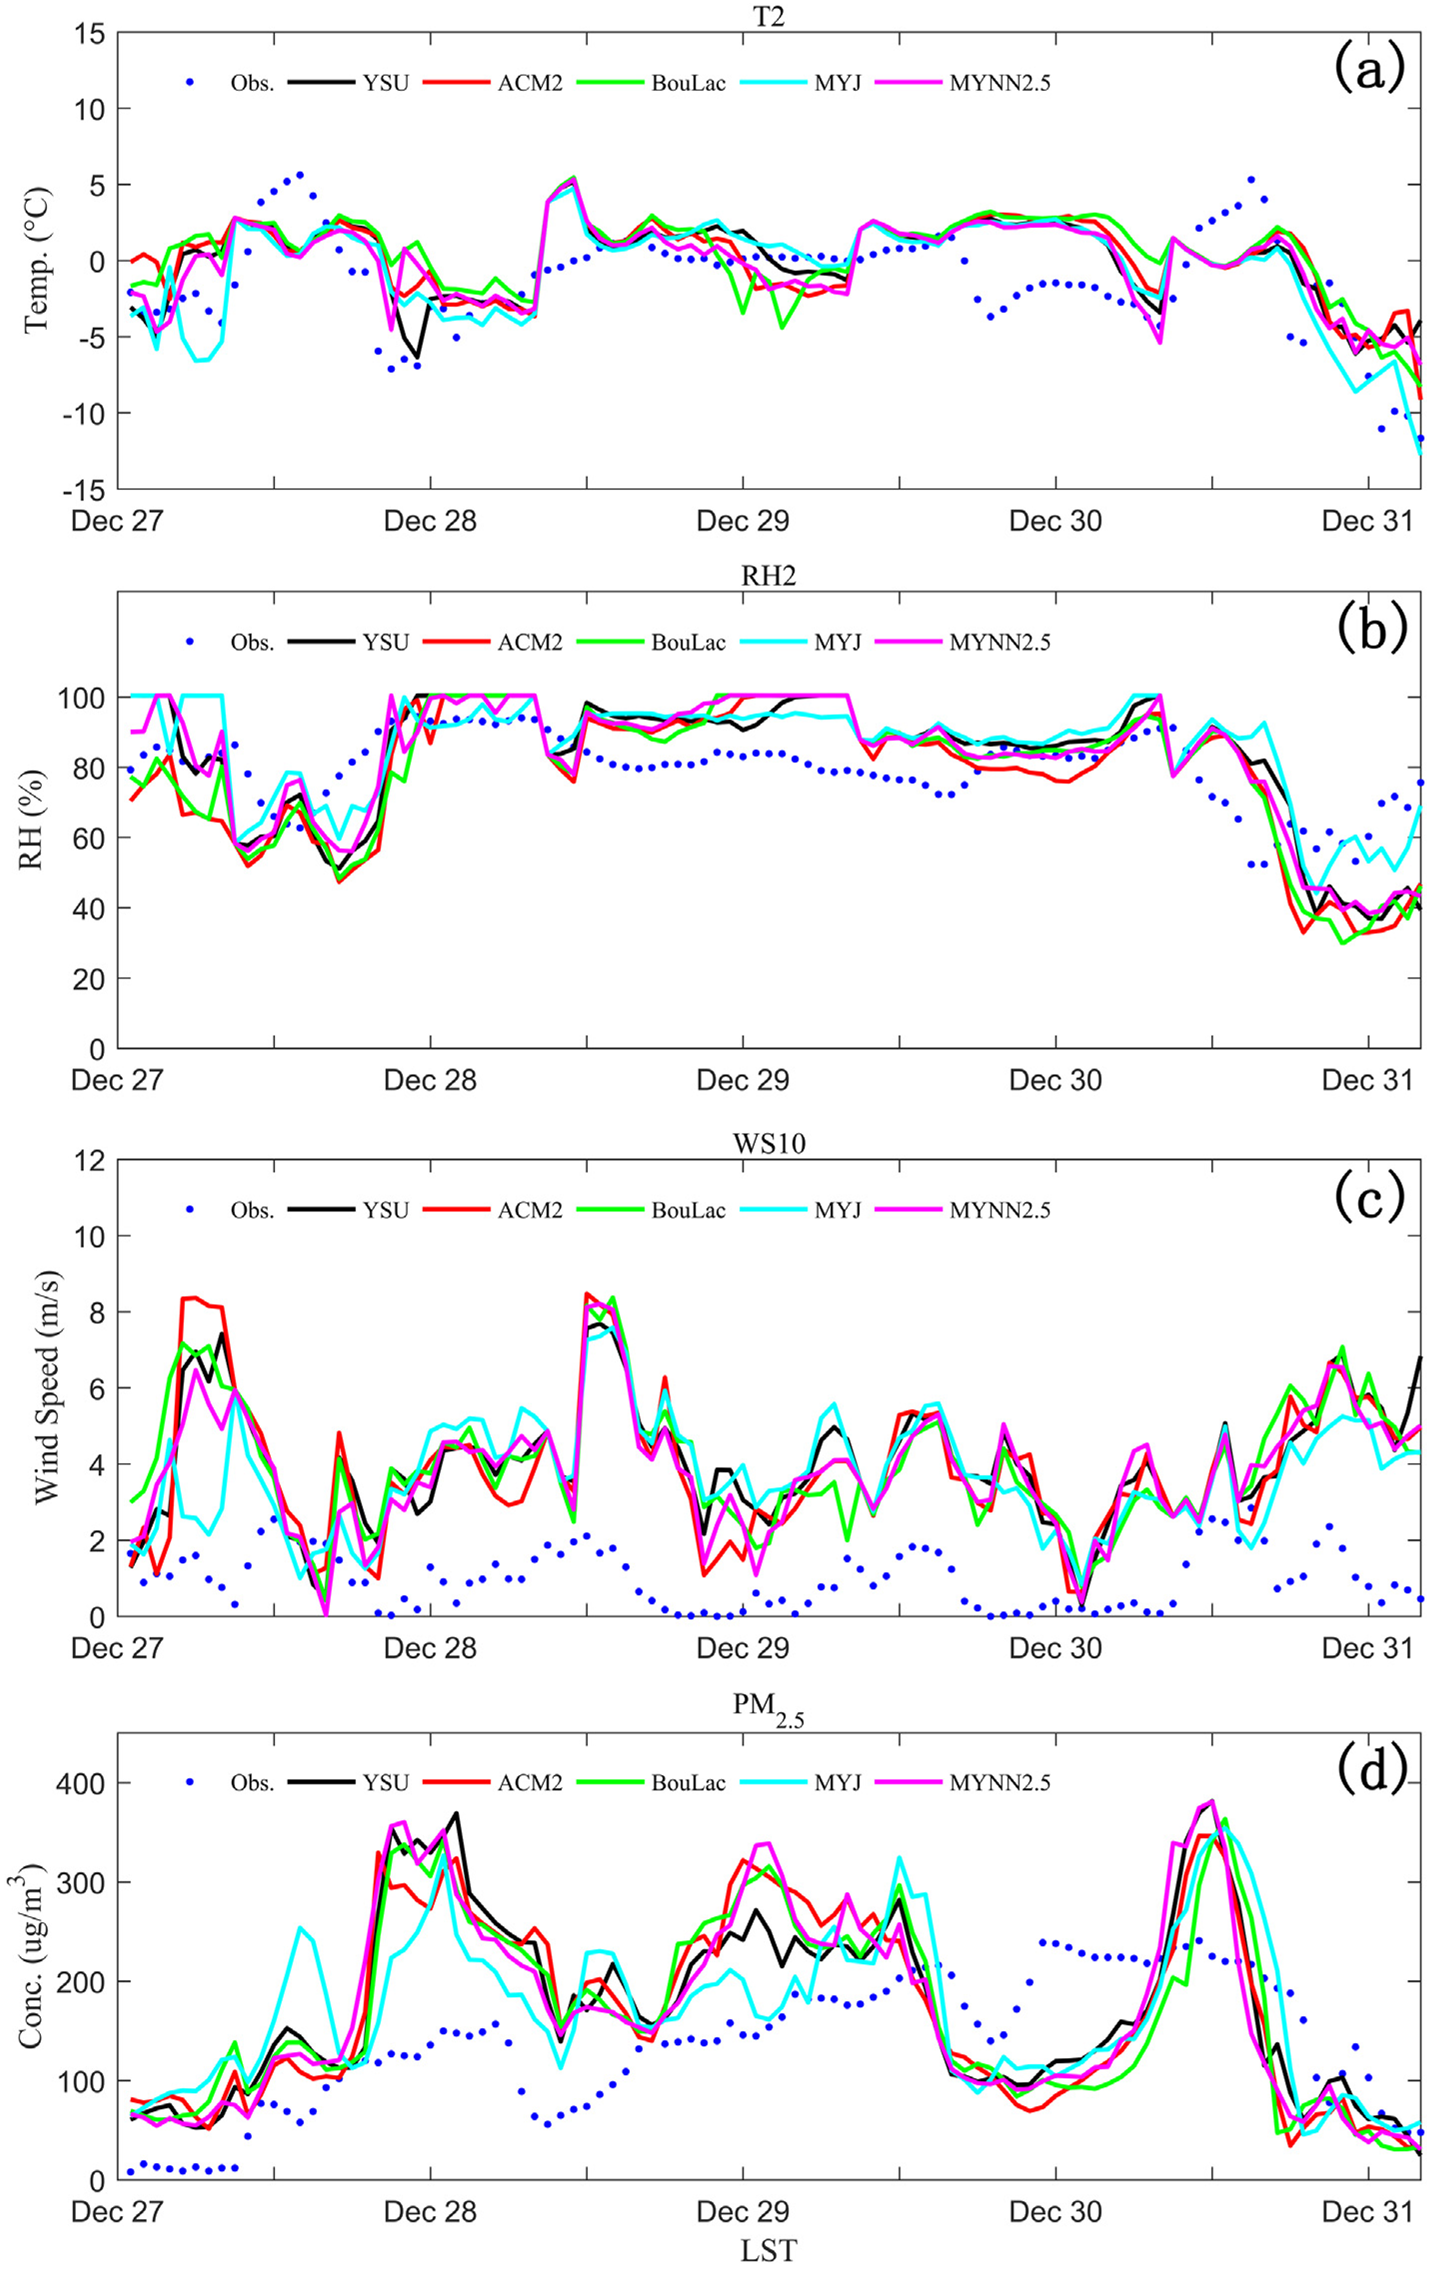 T2
(a)
Obs. YSU ACM2 BouLac MYJ MYNN2.5
Temp. (°C)
15
10
5
0
-5
-10
-15
Dec 27 Dec 28 Dec 29 Dec 30 Dec 31
RH2
(b)
Obs. YSU ACM2 BouLac MYJ MYNN2.5
RH (%)
100
80
60
40
20
0
Dec 27 Dec 28 Dec 29 Dec 30 Dec 31
WS10
(c)
Obs. YSU ACM2 BouLac MYJ MYNN2.5
Wind Speed (m/s)
12
10
8
6
4
2
0
Dec 27 Dec 28 Dec 29 Dec 30 Dec 31
PM2.5
(d)
Obs. YSU ACM2 BouLac MYJ MYNN2.5
Conc. (ug/m3)
400
300
200
100
0
Dec 27 Dec 28 Dec 29 Dec 30 Dec 31
LST